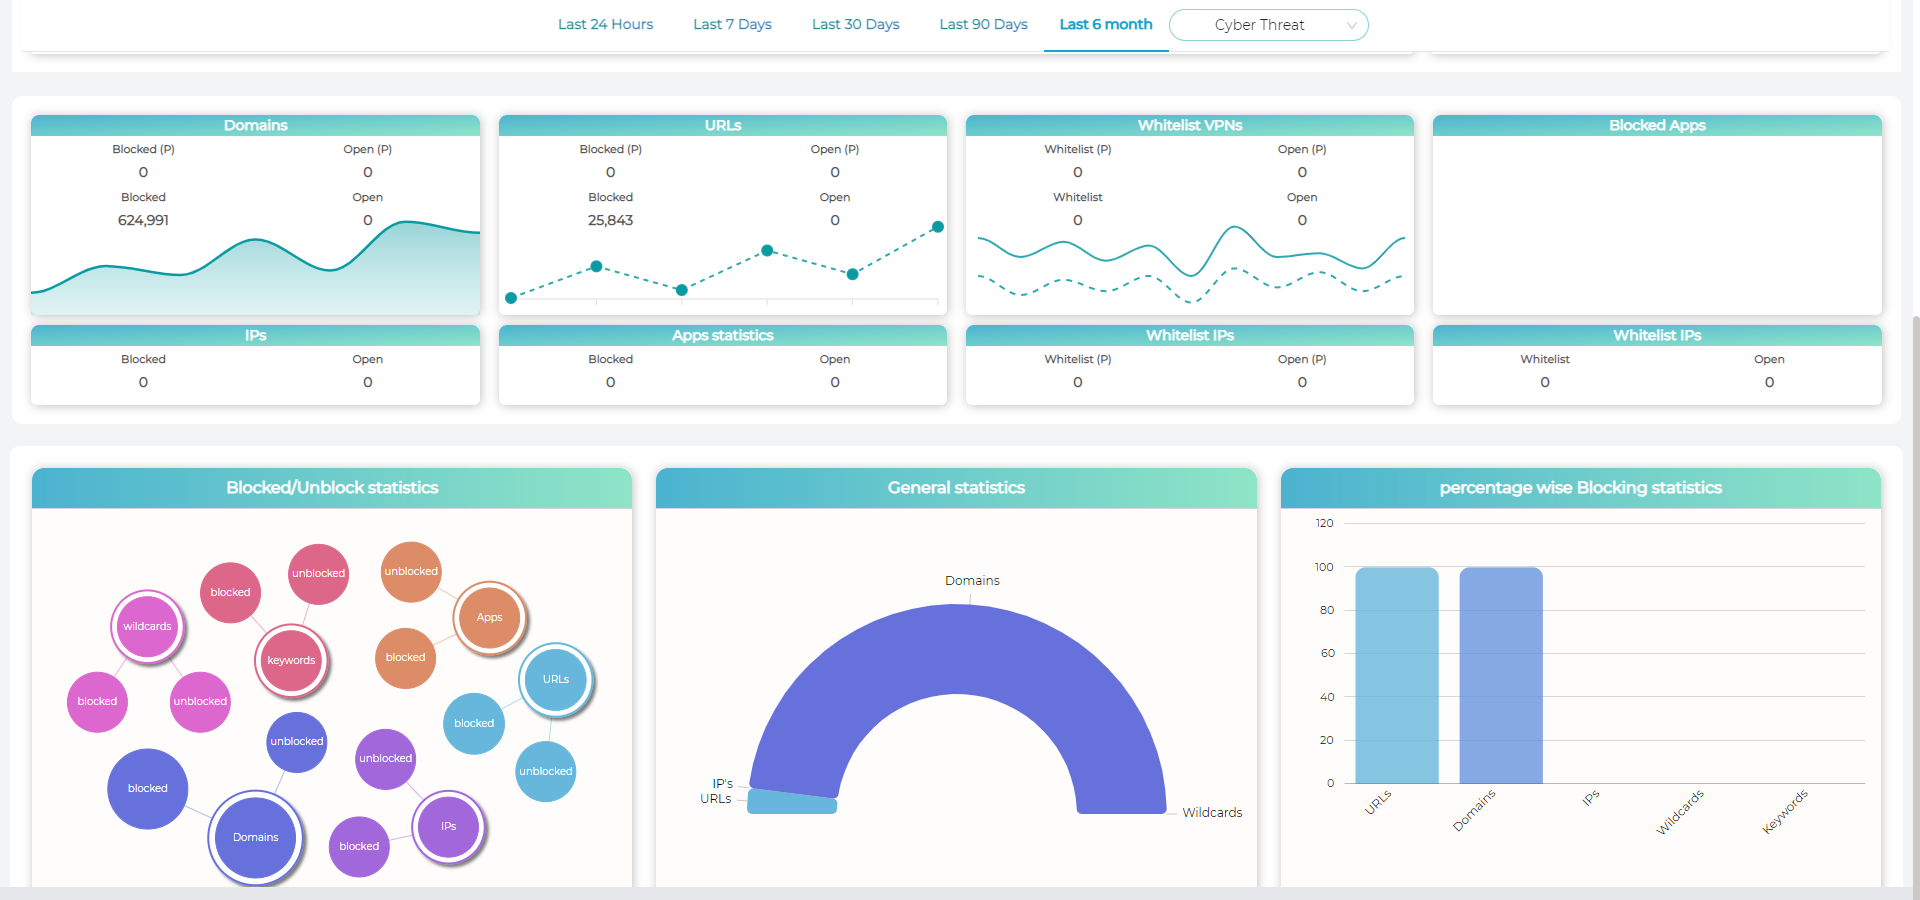 Last 24 Hours Last 7 Days Last 30 Days Last 90 Days Last 6 month Cyber Threat
Domains URLs Whitelist VPNs Blocked Apps
Blocked (P) Open (P) Blocked (P) Open (P) Whitelist (P) Open (P)
0 0 0 0 0 0
Blocked Open Blocked Open Whitelist Open
624,991 0 25,843 0 0 0
IPs Apps statistics Whitelist IPs Whitelist IPs
Blocked Open Blocked Open Whitelist (P) Open (P) Whitelist Open
0 0 0 0 0 0 0 0
Blocked/Unblock statistics
unblocked
unblocked
blocked
Apps
wildcards
blocked
keywords
URLs
blocked
unblocked
blocked
unblocked
unblocked
unblocked
blocked
IPs
Domains
blocked
General statistics
Domains
IP's
URLs
Wildcards
percentage wise Blocking statistics
120
100
80
60
40
20
0
URLs Domains IPs Wildcards Keywords